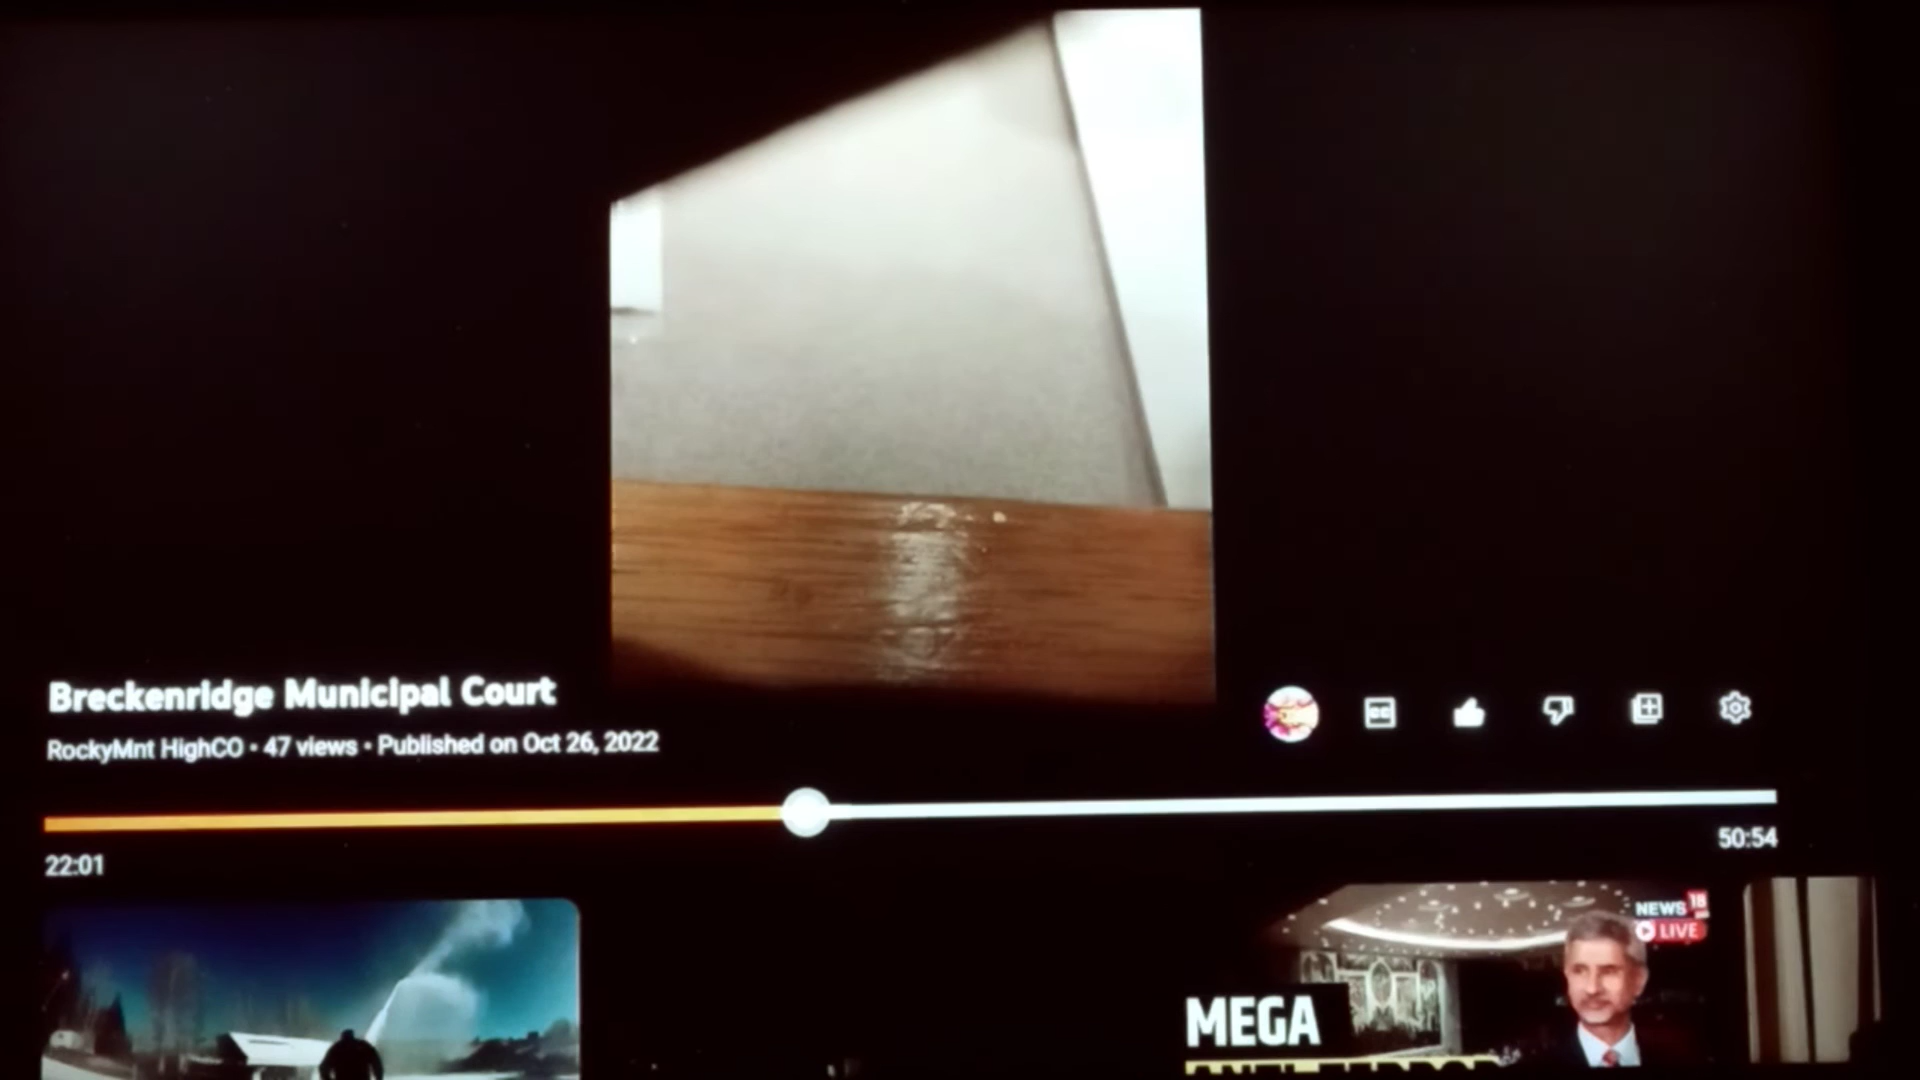 Breckenridge Municipal Court
RockyMnt HighCO • 47 views • Published on Oct 26, 2022
CC
22:01
50:54
NEWS 18
LIVE
MEGA